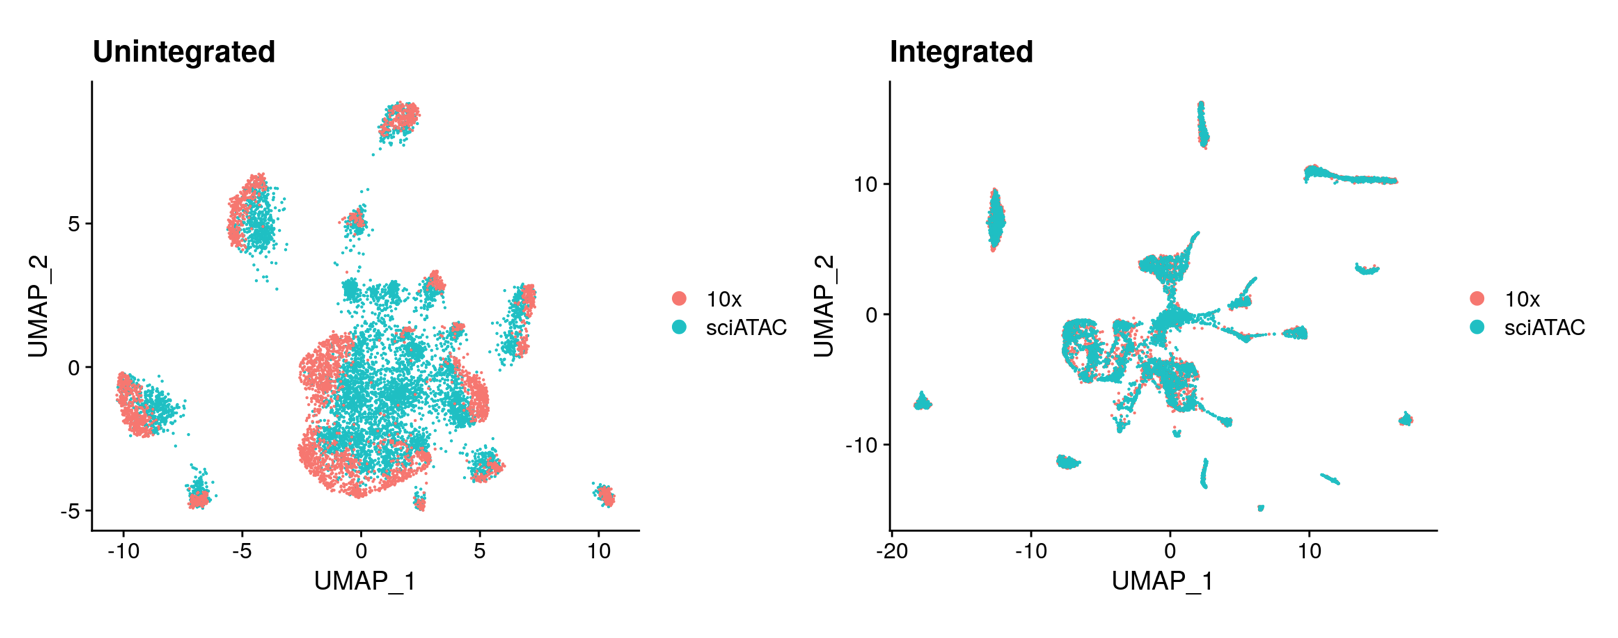 Unintegrated
UMAP_2
5
0
-5
-10
-5
0
5
10
UMAP_1
10x
sciATAC
Integrated
UMAP_2
10
0
-10
-20
-10
0
10
UMAP_1
10x
sciATAC